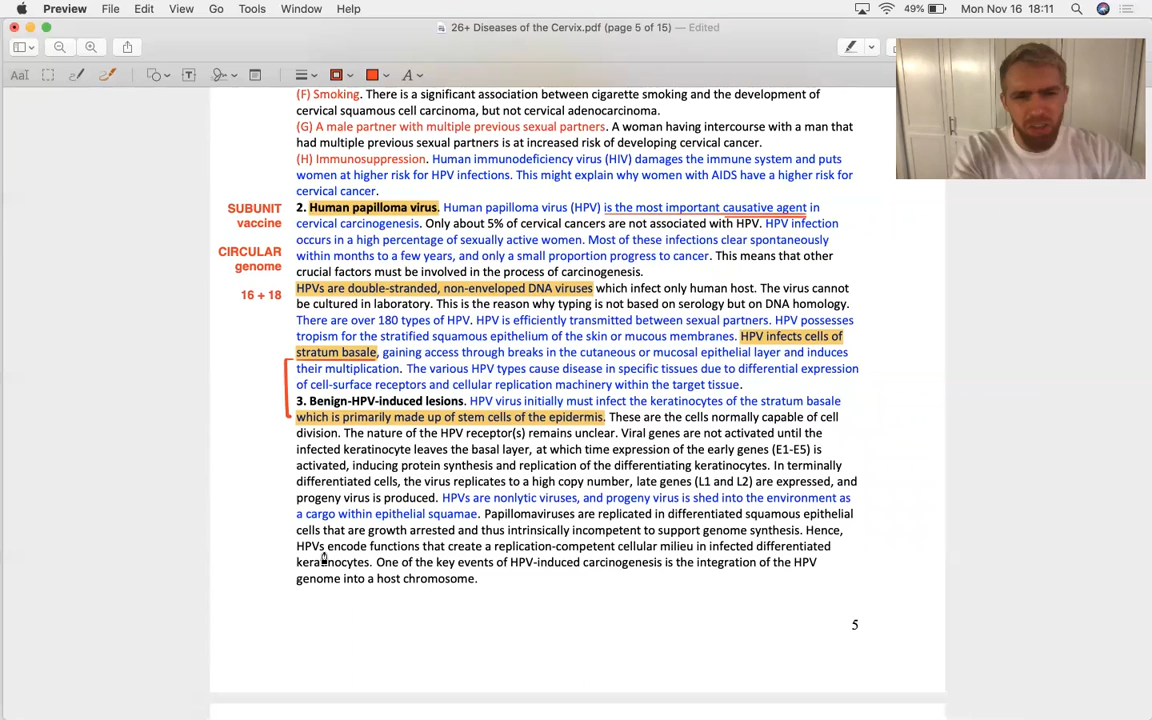 Preview File Edit View Go Tools Window Help 49% Mon Nov 16 18:11
26+ Diseases of the Cervix.pdf (page 5 of 15) — Edited
(F) Smoking. There is a significant association between cigarette smoking and the development of
cervical squamous cell carcinoma, but not cervical adenocarcinoma.
(G) A male partner with multiple previous sexual partners. A woman having intercourse with a man that
had multiple previous sexual partners is at increased risk of developing cervical cancer.
(H) Immunosuppression. Human immunodeficiency virus (HIV) damages the immune system and puts
women at higher risk for HPV infections. This might explain why women with AIDS have a higher risk for
cervical cancer.
SUBUNIT
vaccine
CIRCULAR
genome
16 + 18
2. Human papilloma virus. Human papilloma virus (HPV) is the most important causative agent in
cervical carcinogenesis. Only about 5% of cervical cancers are not associated with HPV. HPV infection
occurs in a high percentage of sexually active women. Most of these infections clear spontaneously
within months to a few years, and only a small proportion progress to cancer. This means that other
crucial factors must be involved in the process of carcinogenesis.
HPVs are double-stranded, non-enveloped DNA viruses which infect only human host. The virus cannot
be cultured in laboratory. This is the reason why typing is not based on serology but on DNA homology.
There are over 180 types of HPV. HPV is efficiently transmitted between sexual partners. HPV possesses
tropism for the stratified squamous epithelium of the skin or mucous membranes. HPV infects cells of
stratum basale, gaining access through breaks in the cutaneous or mucosal epithelial layer and induces
their multiplication. The various HPV types cause disease in specific tissues due to differential expression
of cell-surface receptors and cellular replication machinery within the target tissue.
3. Benign-HPV-induced lesions. HPV virus initially must infect the keratinocytes of the stratum basale
which is primarily made up of stem cells of the epidermis. These are the cells normally capable of cell
division. The nature of the HPV receptor(s) remains unclear. Viral genes are not activated until the
infected keratinocyte leaves the basal layer, at which time expression of the early genes (E1-E5) is
activated, inducing protein synthesis and replication of the differentiating keratinocytes. In terminally
differentiated cells, the virus replicates to a high copy number, late genes (L1 and L2) are expressed, and
progeny virus is produced. HPVs are nonlytic viruses, and progeny virus is shed into the environment as
a cargo within epithelial squamae. Papillomaviruses are replicated in differentiated squamous epithelial
cells that are growth arrested and thus intrinsically incompetent to support genome synthesis. Hence,
HPVs encode functions that create a replication-competent cellular milieu in infected differentiated
keratinocytes. One of the key events of HPV-induced carcinogenesis is the integration of the HPV
genome into a host chromosome.
5